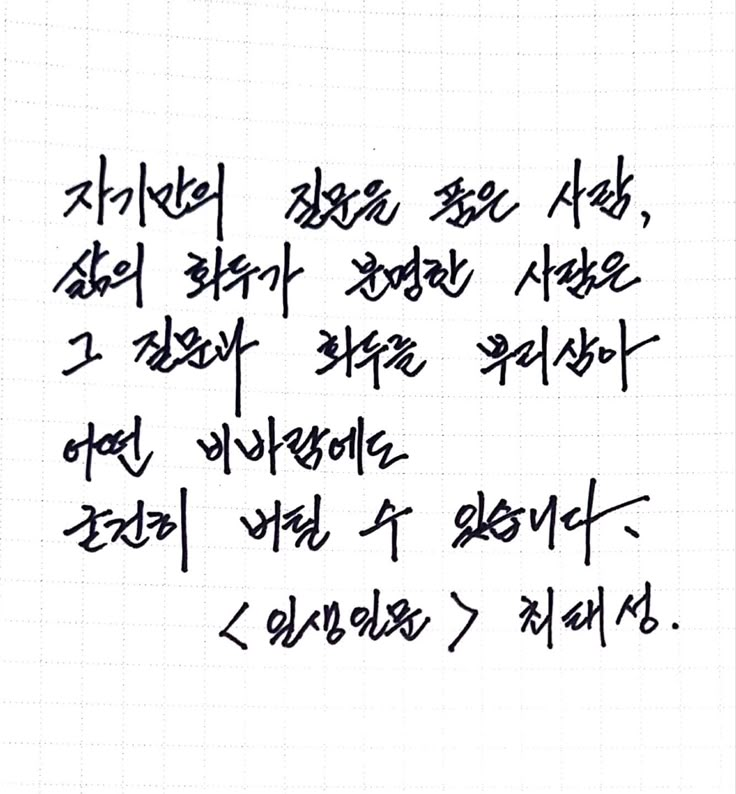 자기만의 질문을 품은 사람,
삶의 화두가 분명한 사람은
그 질문과 화두를 뿌리삼아
어떤 비바람에도
굳건히 버틸 수 있습니다.
<일생일문> 최태성.